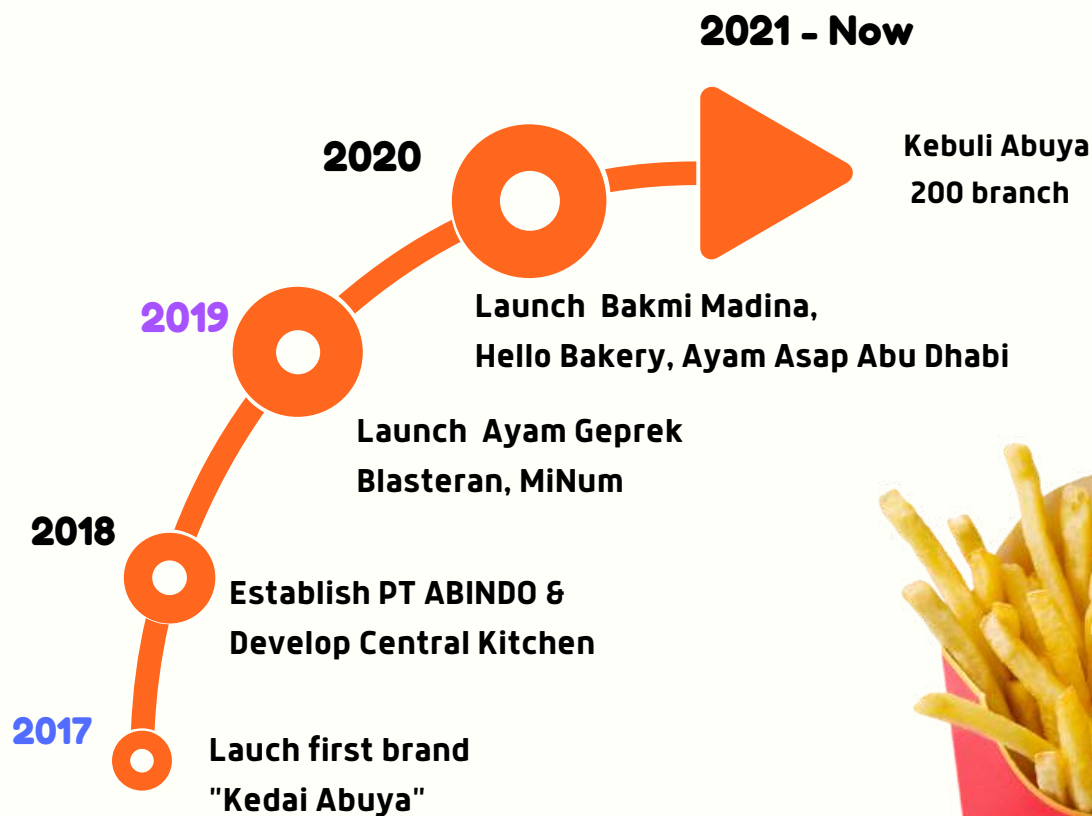 2021 - Now
Kebuli Abuya
200 branch
2020
Launch Bakmi Madina,
Hello Bakery, Ayam Asap Abu Dhabi
2019
Launch Ayam Geprek
Blasteran, MiNum
2018
Establish PT ABINDO &
Develop Central Kitchen
2017
Lauch first brand
"Kedai Abuya"